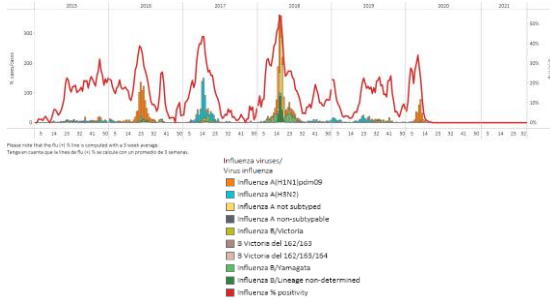 2015 2016 2017 2018 2019 2020 2021
300 50%
40%
200 30%
100 20%
10%
0 0%
5 14 23 32 41 50 5 14 23 32 41 50 5 14 23 32 41 50 5 14 23 32 41 50 5 14 23 32 41 50 5 14 23 32 41 50 5 14 23 32
Please note that the flu (+) % line is computed with a 3-week average.
Tenga en cuenta que la línea de flu (+) % se calcula con un promedio de 3 semanas.
Influenza viruses/
Virus influenza
Influenza A(H1N1)pdm09
Influenza A(H3N2)
Influenza A not subtyped
Influenza A non-subtypable
Influenza B/Victoria
B Victoria del 162/163
B Victoria del 162/163/164
Influenza B/Yamagata
Influenza B/Lineage non-determined
Influenza % positivity